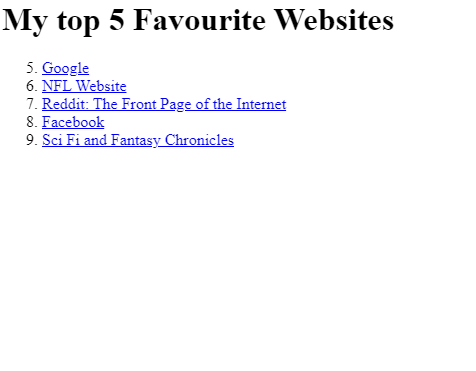 My top 5 Favourite Websites
5. Google
6. NFL Website
7. Reddit: The Front Page of the Internet
8. Facebook
9. Sci Fi and Fantasy Chronicles